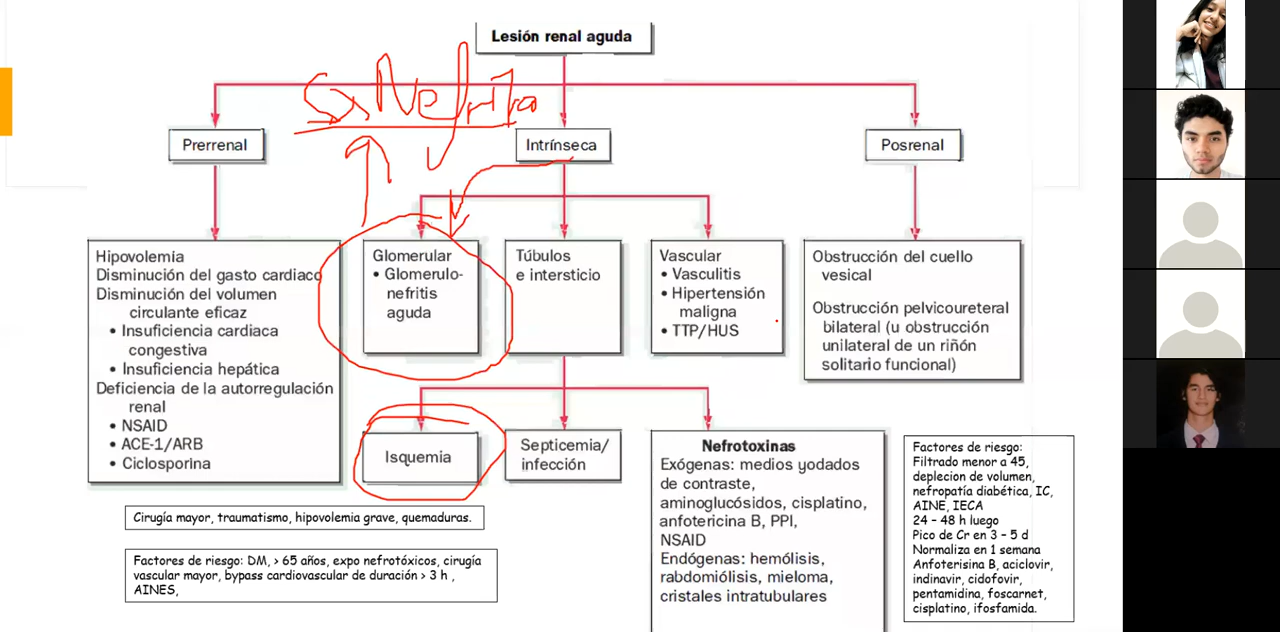 Lesión renal aguda
Sx Nefrítico
Prerrenal
Intrínseca
Posrenal
Hipovolemia
Disminución del gasto cardiaco
Disminución del volumen
circulante eficaz
• Insuficiencia cardiaca
congestiva
• Insuficiencia hepática
Deficiencia de la autorregulación
renal
• NSAID
• ACE-1/ARB
• Ciclosporina
Glomerular
• Glomerulo-
nefritis
aguda
Túbulos
e intersticio
Vascular
• Vasculitis
• Hipertensión
maligna
• TTP/HUS
Obstrucción del cuello
vesical
Obstrucción pelvicoureteral
bilateral (u obstrucción
unilateral de un riñón
solitario funcional)
Isquemia
Septicemia/
infección
Nefrotoxinas
Exógenas: medios yodados
de contraste,
aminoglucósidos, cisplatino,
anfotericina B, PPI,
NSAID
Endógenas: hemólisis,
rabdomiólisis, mieloma,
cristales intratubulares
Factores de riesgo:
Filtrado menor a 45,
deplecion de volumen,
nefropatía diabética, IC,
AINE, IECA
24 – 48 h luego
Pico de Cr en 3 – 5 d
Normaliza en 1 semana
Anfoterisina B, aciclovir,
indinavir, cidofovir,
pentamidina, foscarnet,
cisplatino, ifosfamida.
Cirugía mayor, traumatismo, hipovolemia grave, quemaduras.
Factores de riesgo: DM, > 65 años, expo nefrotóxicos, cirugía
vascular mayor, bypass cardiovascular de duración > 3 h ,
AINES,